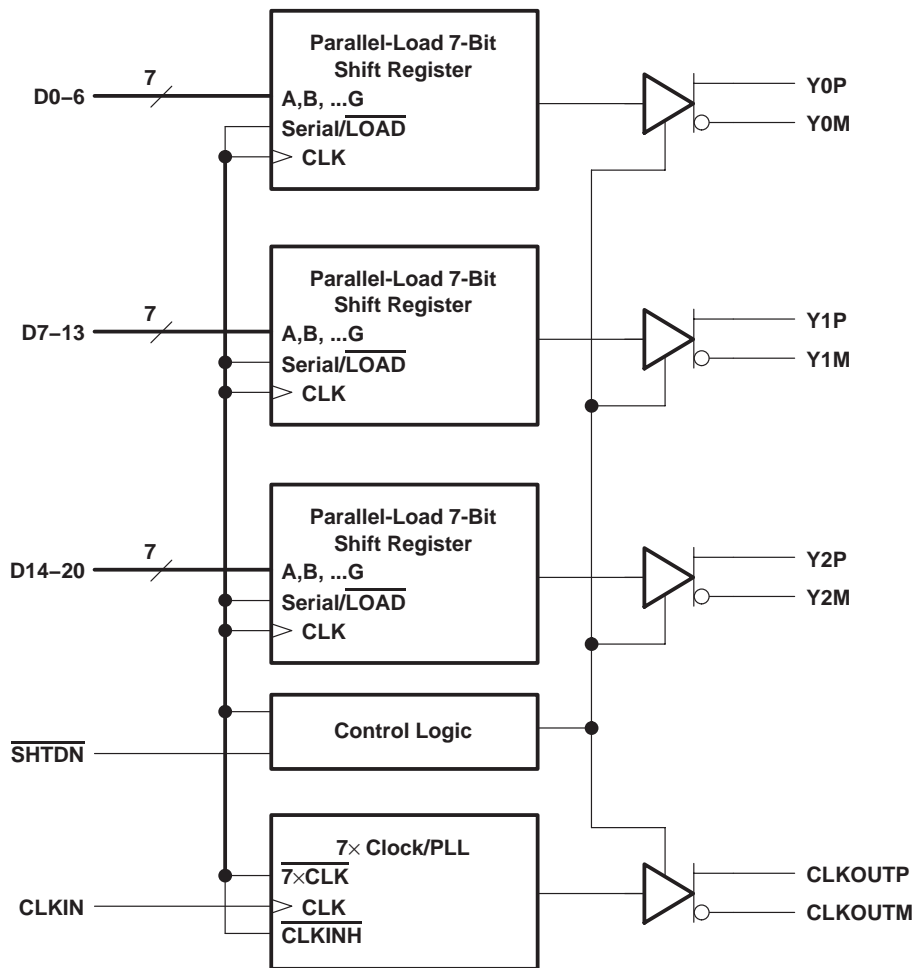 Parallel-Load 7-Bit
Shift Register
7
D0–6
A,B, ...G
Serial/LOAD
CLK
Y0P
Y0M
Parallel-Load 7-Bit
Shift Register
7
D7–13
A,B, ...G
Serial/LOAD
CLK
Y1P
Y1M
Parallel-Load 7-Bit
Shift Register
7
D14–20
A,B, ...G
Serial/LOAD
CLK
Y2P
Y2M
Control Logic
SHTDN
7× Clock/PLL
7×CLK
CLKIN
CLK
CLKINH
CLKOUTP
CLKOUTM